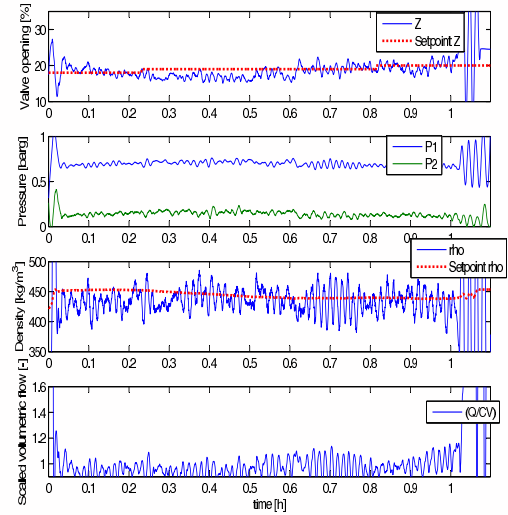 Valve opening [%]
30
20
10
0 0.1 0.2 0.3 0.4 0.5 0.6 0.7 0.8 0.9 1
Z
Setpoint Z
Pressure [barg]
1
0.5
0
0 0.1 0.2 0.3 0.4 0.5 0.6 0.7 0.8 0.9 1
P1
P2
Density [kg/m³]
500
450
400
350
0 0.1 0.2 0.3 0.4 0.5 0.6 0.7 0.8 0.9 1
rho
Setpoint rho
Scalled volumetric flow [-]
1.6
1.4
1.2
1
0 0.1 0.2 0.3 0.4 0.5 0.6 0.7 0.8 0.9 1
(Q/CV)
time [h]